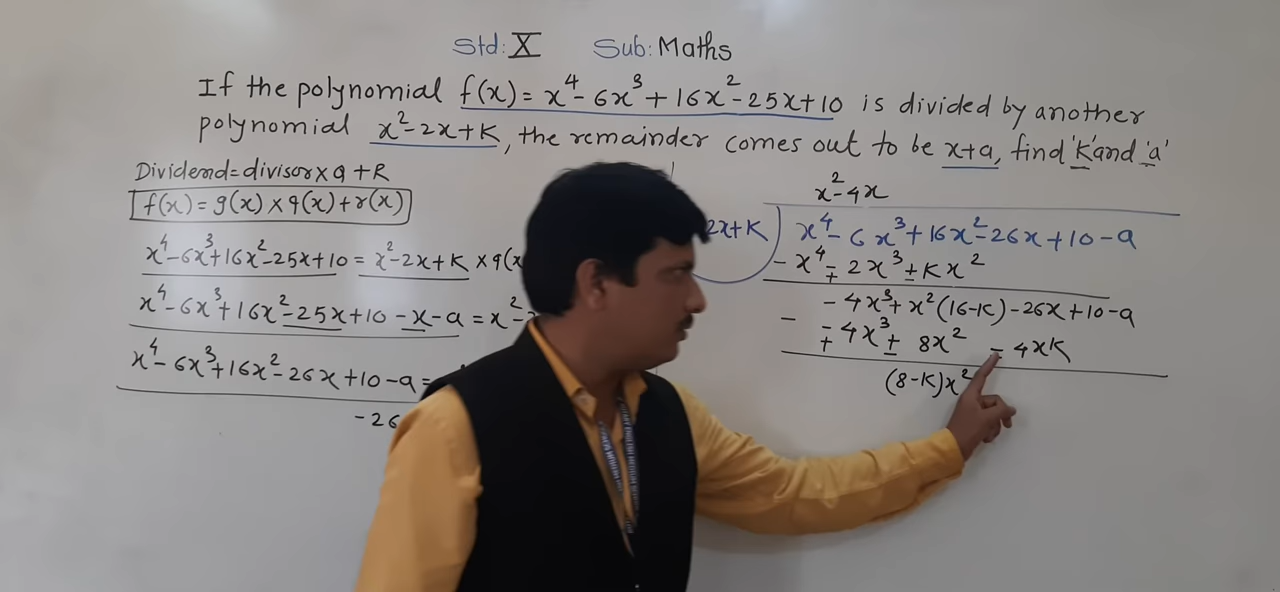 Std: X Sub: Maths
If the polynomial f(x) = x⁴ - 6x³ + 16x² - 25x + 10 is divided by another
polynomial x² - 2x + K, the remainder comes out to be x+a, find 'K' and 'a'
Dividend = divisor × q + R
f(x) = g(x) × q(x) + r(x)
x⁴ - 6x³ + 16x² - 25x + 10 = x² - 2x + K × q(x
x⁴ - 6x³ + 16x² - 25x + 10 - x - a = x² -
x⁴ - 6x³ + 16x² - 26x + 10 - a =
- 26
x² - 4x
2x + K ) x⁴ - 6x³ + 16x² - 26x + 10 - a
- x⁴ ∓ 2x³ ± Kx²
- 4x³ + x²(16 - K) - 26x + 10 - a
- ∓ 4x³ ± 8x² - 4xK
(8 - K)x²